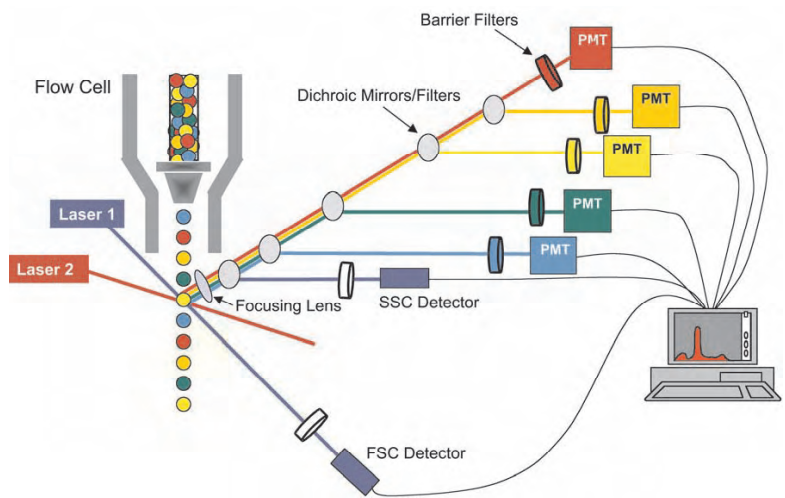 Barrier Filters
PMT
Flow Cell
Dichroic Mirrors/Filters
PMT
PMT
Laser 1
PMT
PMT
Laser 2
Focusing Lens
SSC Detector
FSC Detector